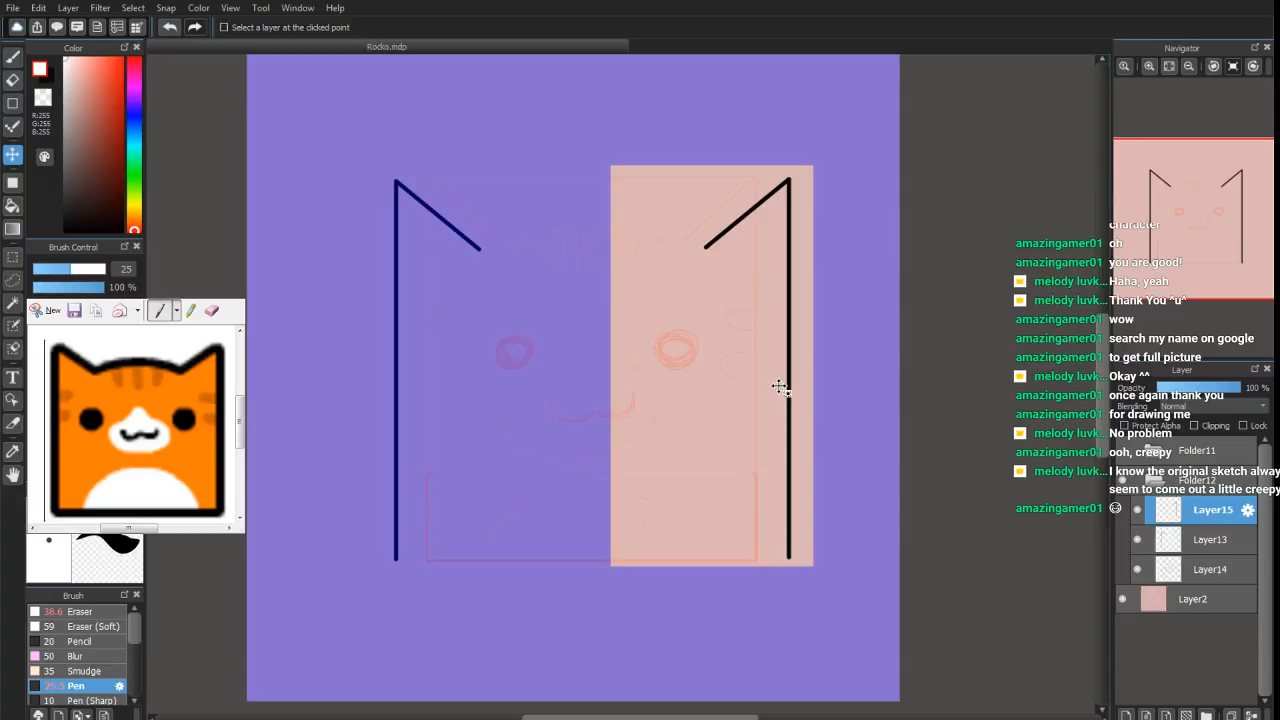 File Edit Layer Filter Select Snap Color View Tool Window Help
Select a layer at the clicked point
Color
Rocko.mdp
Navigator
R:255
G:255
B:255
Brush Control
25
100 %
New
character
amazingamer01 oh
amazingamer01 you are good!
melody luvk... Haha, yeah
melody luvk... Thank You ^u^
amazingamer01 wow
amazingamer01 search my name on google
amazingamer01 to get full picture
melody luvk... Okay ^^
amazingamer01 once again thank you
amazingamer01 for drawing me
melody luvk... No problem
amazingamer01 ooh, creepy
melody luvk... I know the original sketch alway
seem to come out a little creepy
amazingamer01
Layer
Opacity 100 %
Blending Normal
Protect Alpha Clipping Lock
Folder11
Folder12
Layer15
Layer13
Layer14
Layer2
Brush
38.6 Eraser
59 Eraser (Soft)
20 Pencil
50 Blur
35 Smudge
25.5 Pen
10 Pen (Sharp)